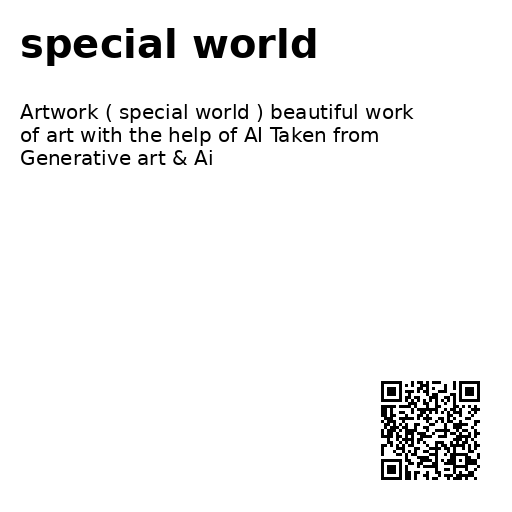 special world
Artwork ( special world ) beautiful work
of art with the help of AI Taken from
Generative art & Ai